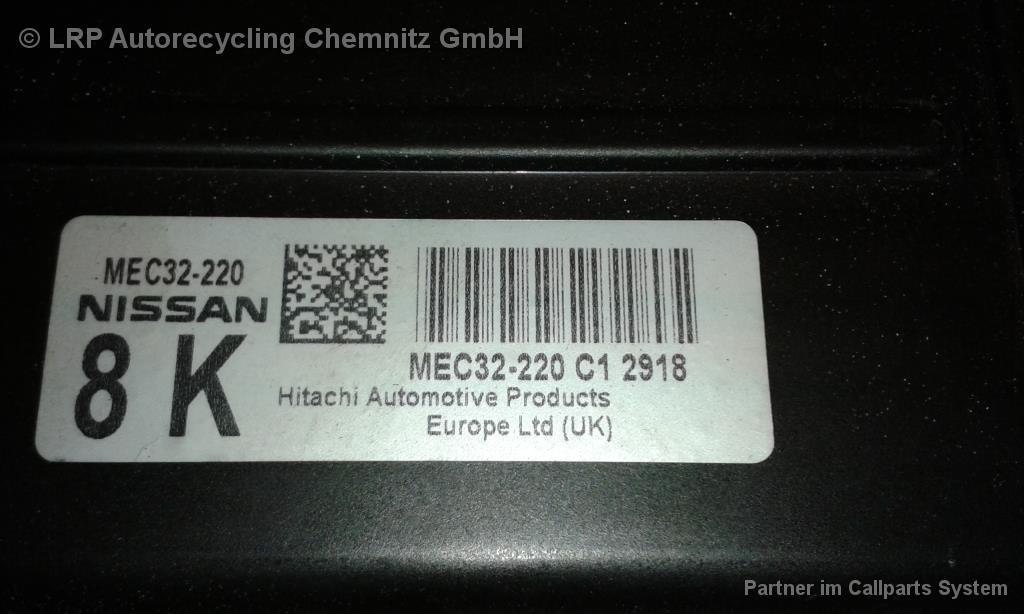 © LRP Autorecycling Chemnitz GmbH
MEC32-220
NISSAN
8 K
MEC32-220 C1 2918
Hitachi Automotive Products
Europe Ltd (UK)
Partner im Callparts System